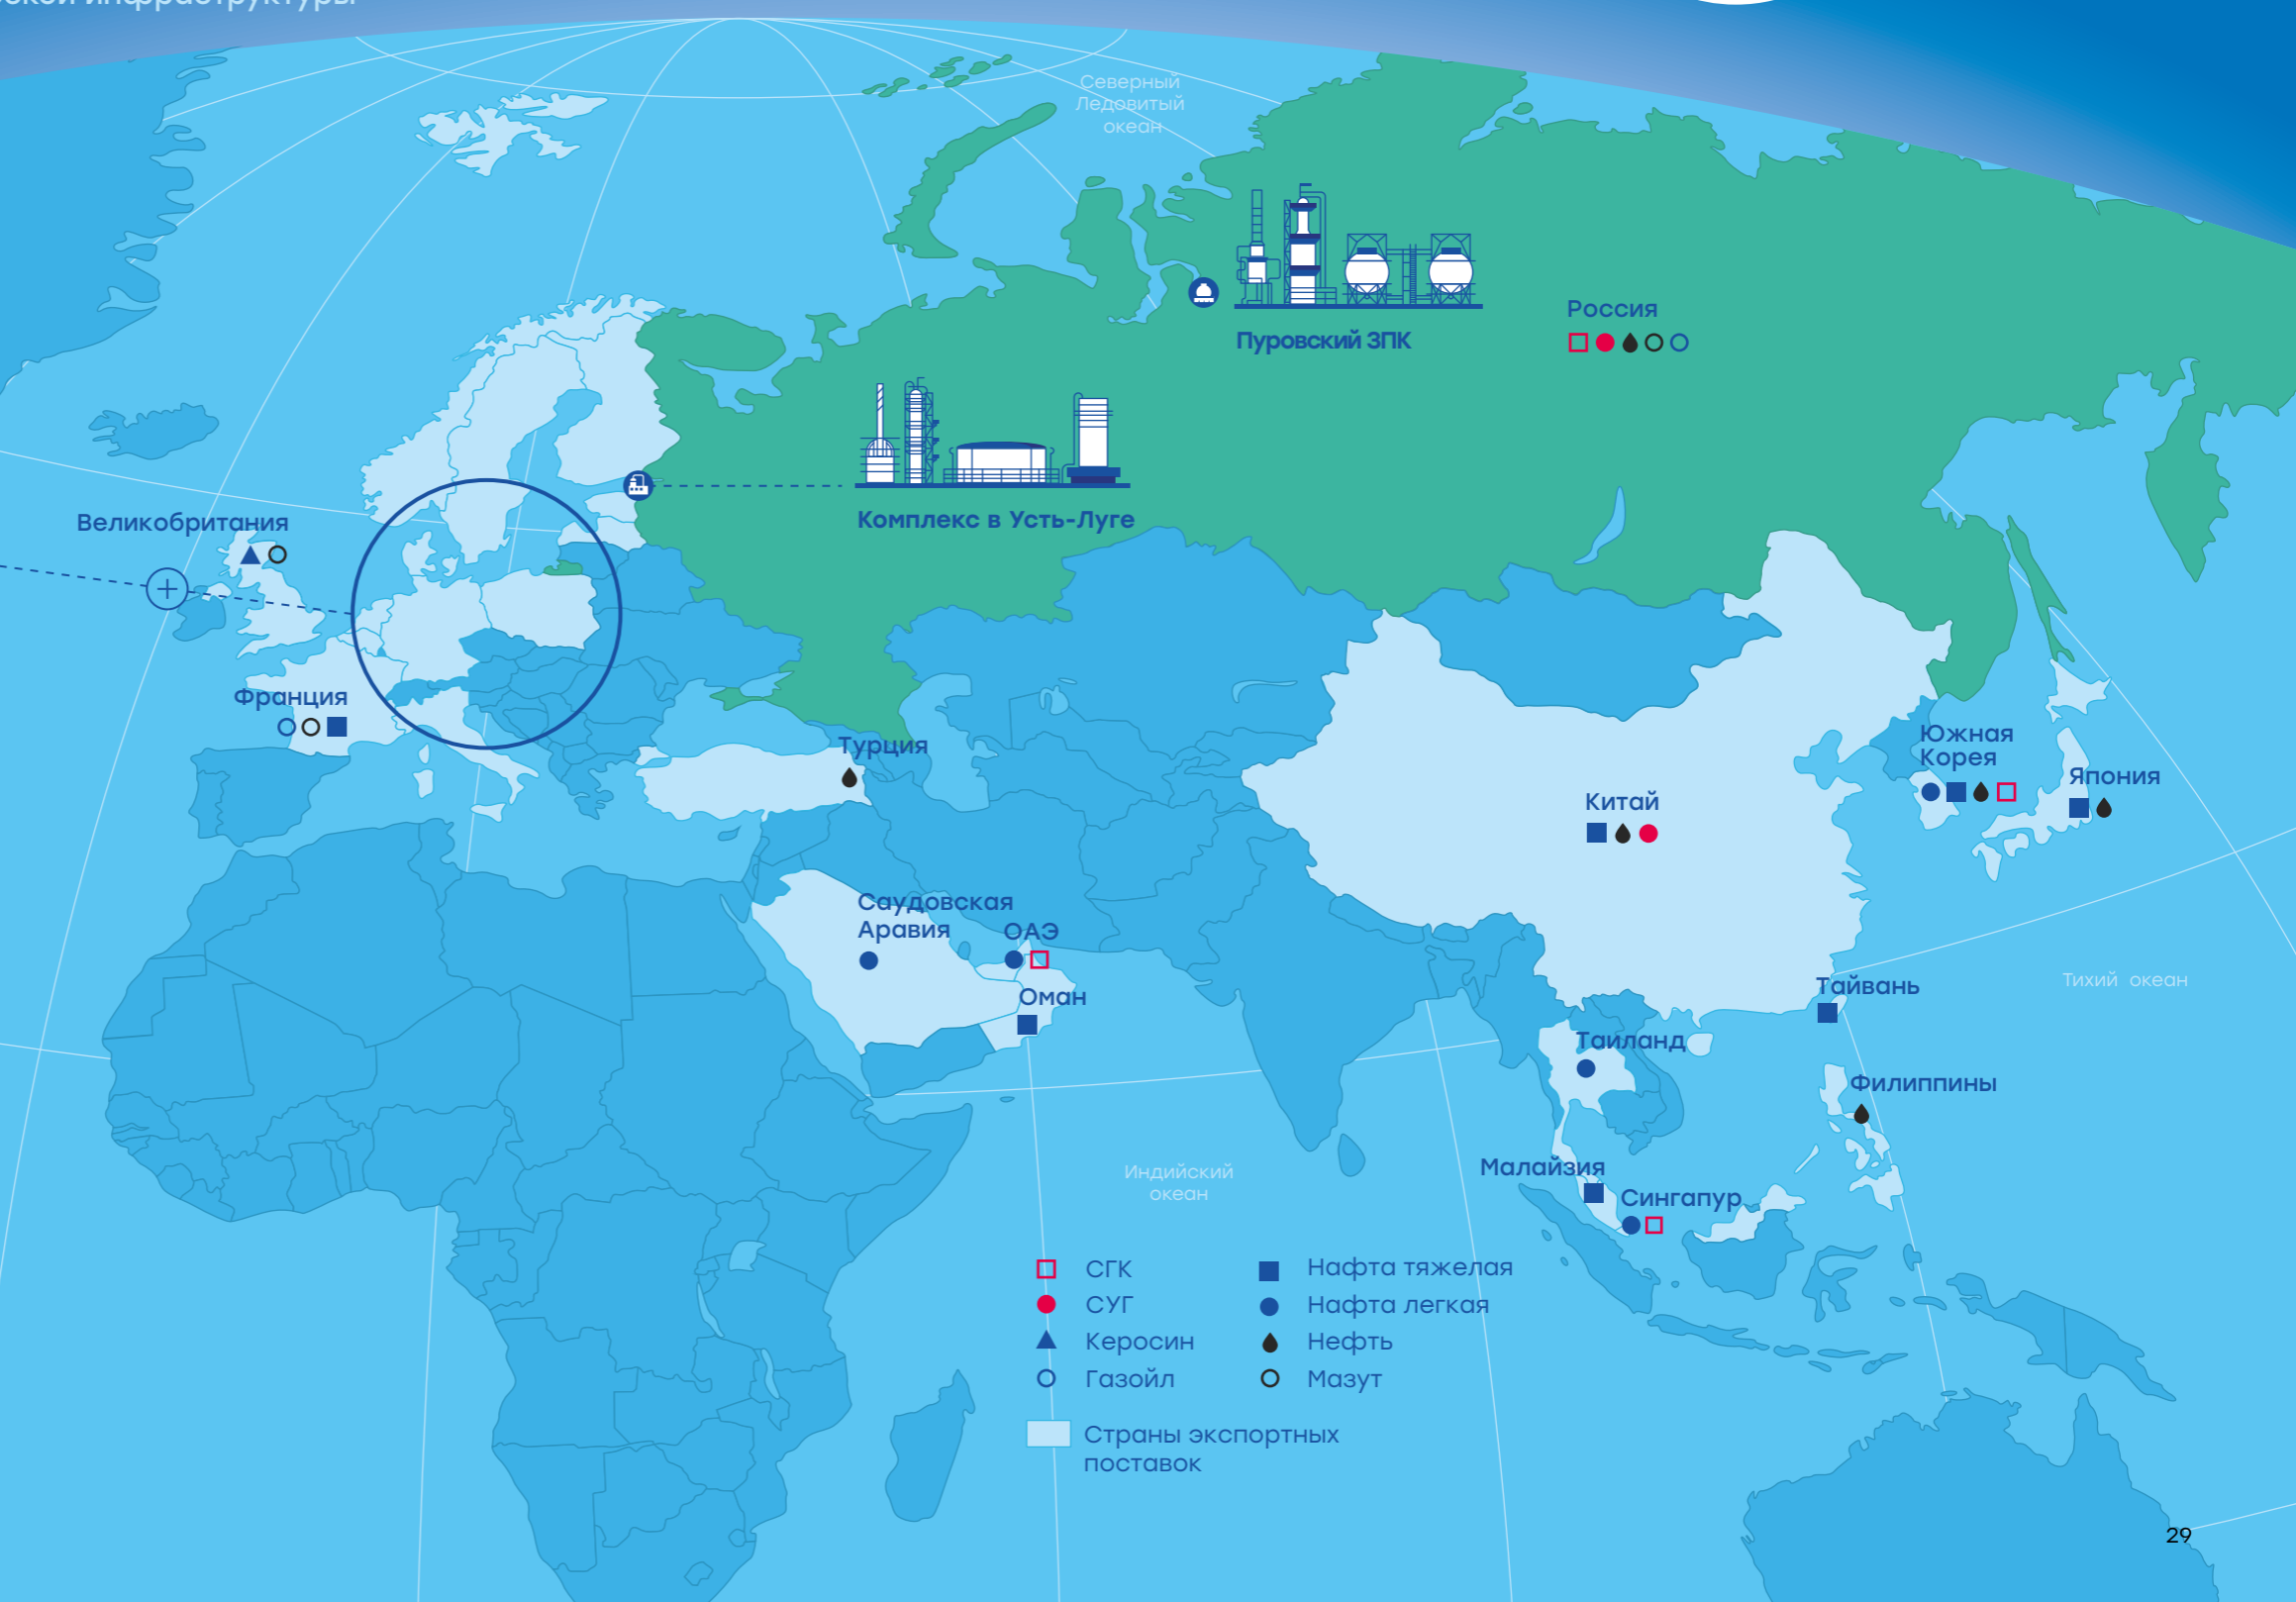 инфраструктуры
Северный
Ледовитый
океан
Россия
Пуровский ЗПК
Комплекс в Усть-Луге
Великобритания
Франция
Турция
Южная
Корея
Япония
Китай
Саудовская
Аравия
ОАЭ
Оман
Тайвань
Тихий океан
Таиланд
Филиппины
Малайзия
Сингапур
Индийский
океан
СГК
СУГ
Керосин
Газойл
Нафта тяжелая
Нафта легкая
Нефть
Мазут
Страны экспортных
поставок
29